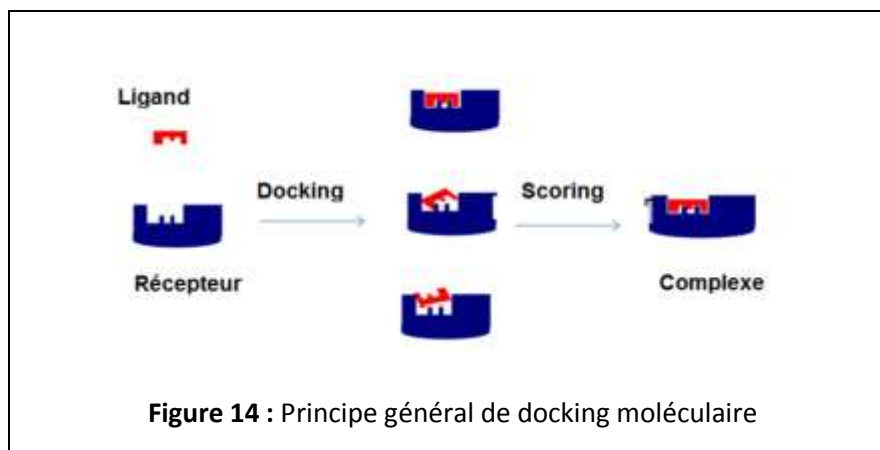 Ligand
Docking
Scoring
Récepteur
Complexe
Figure 14 : Principe général de docking moléculaire